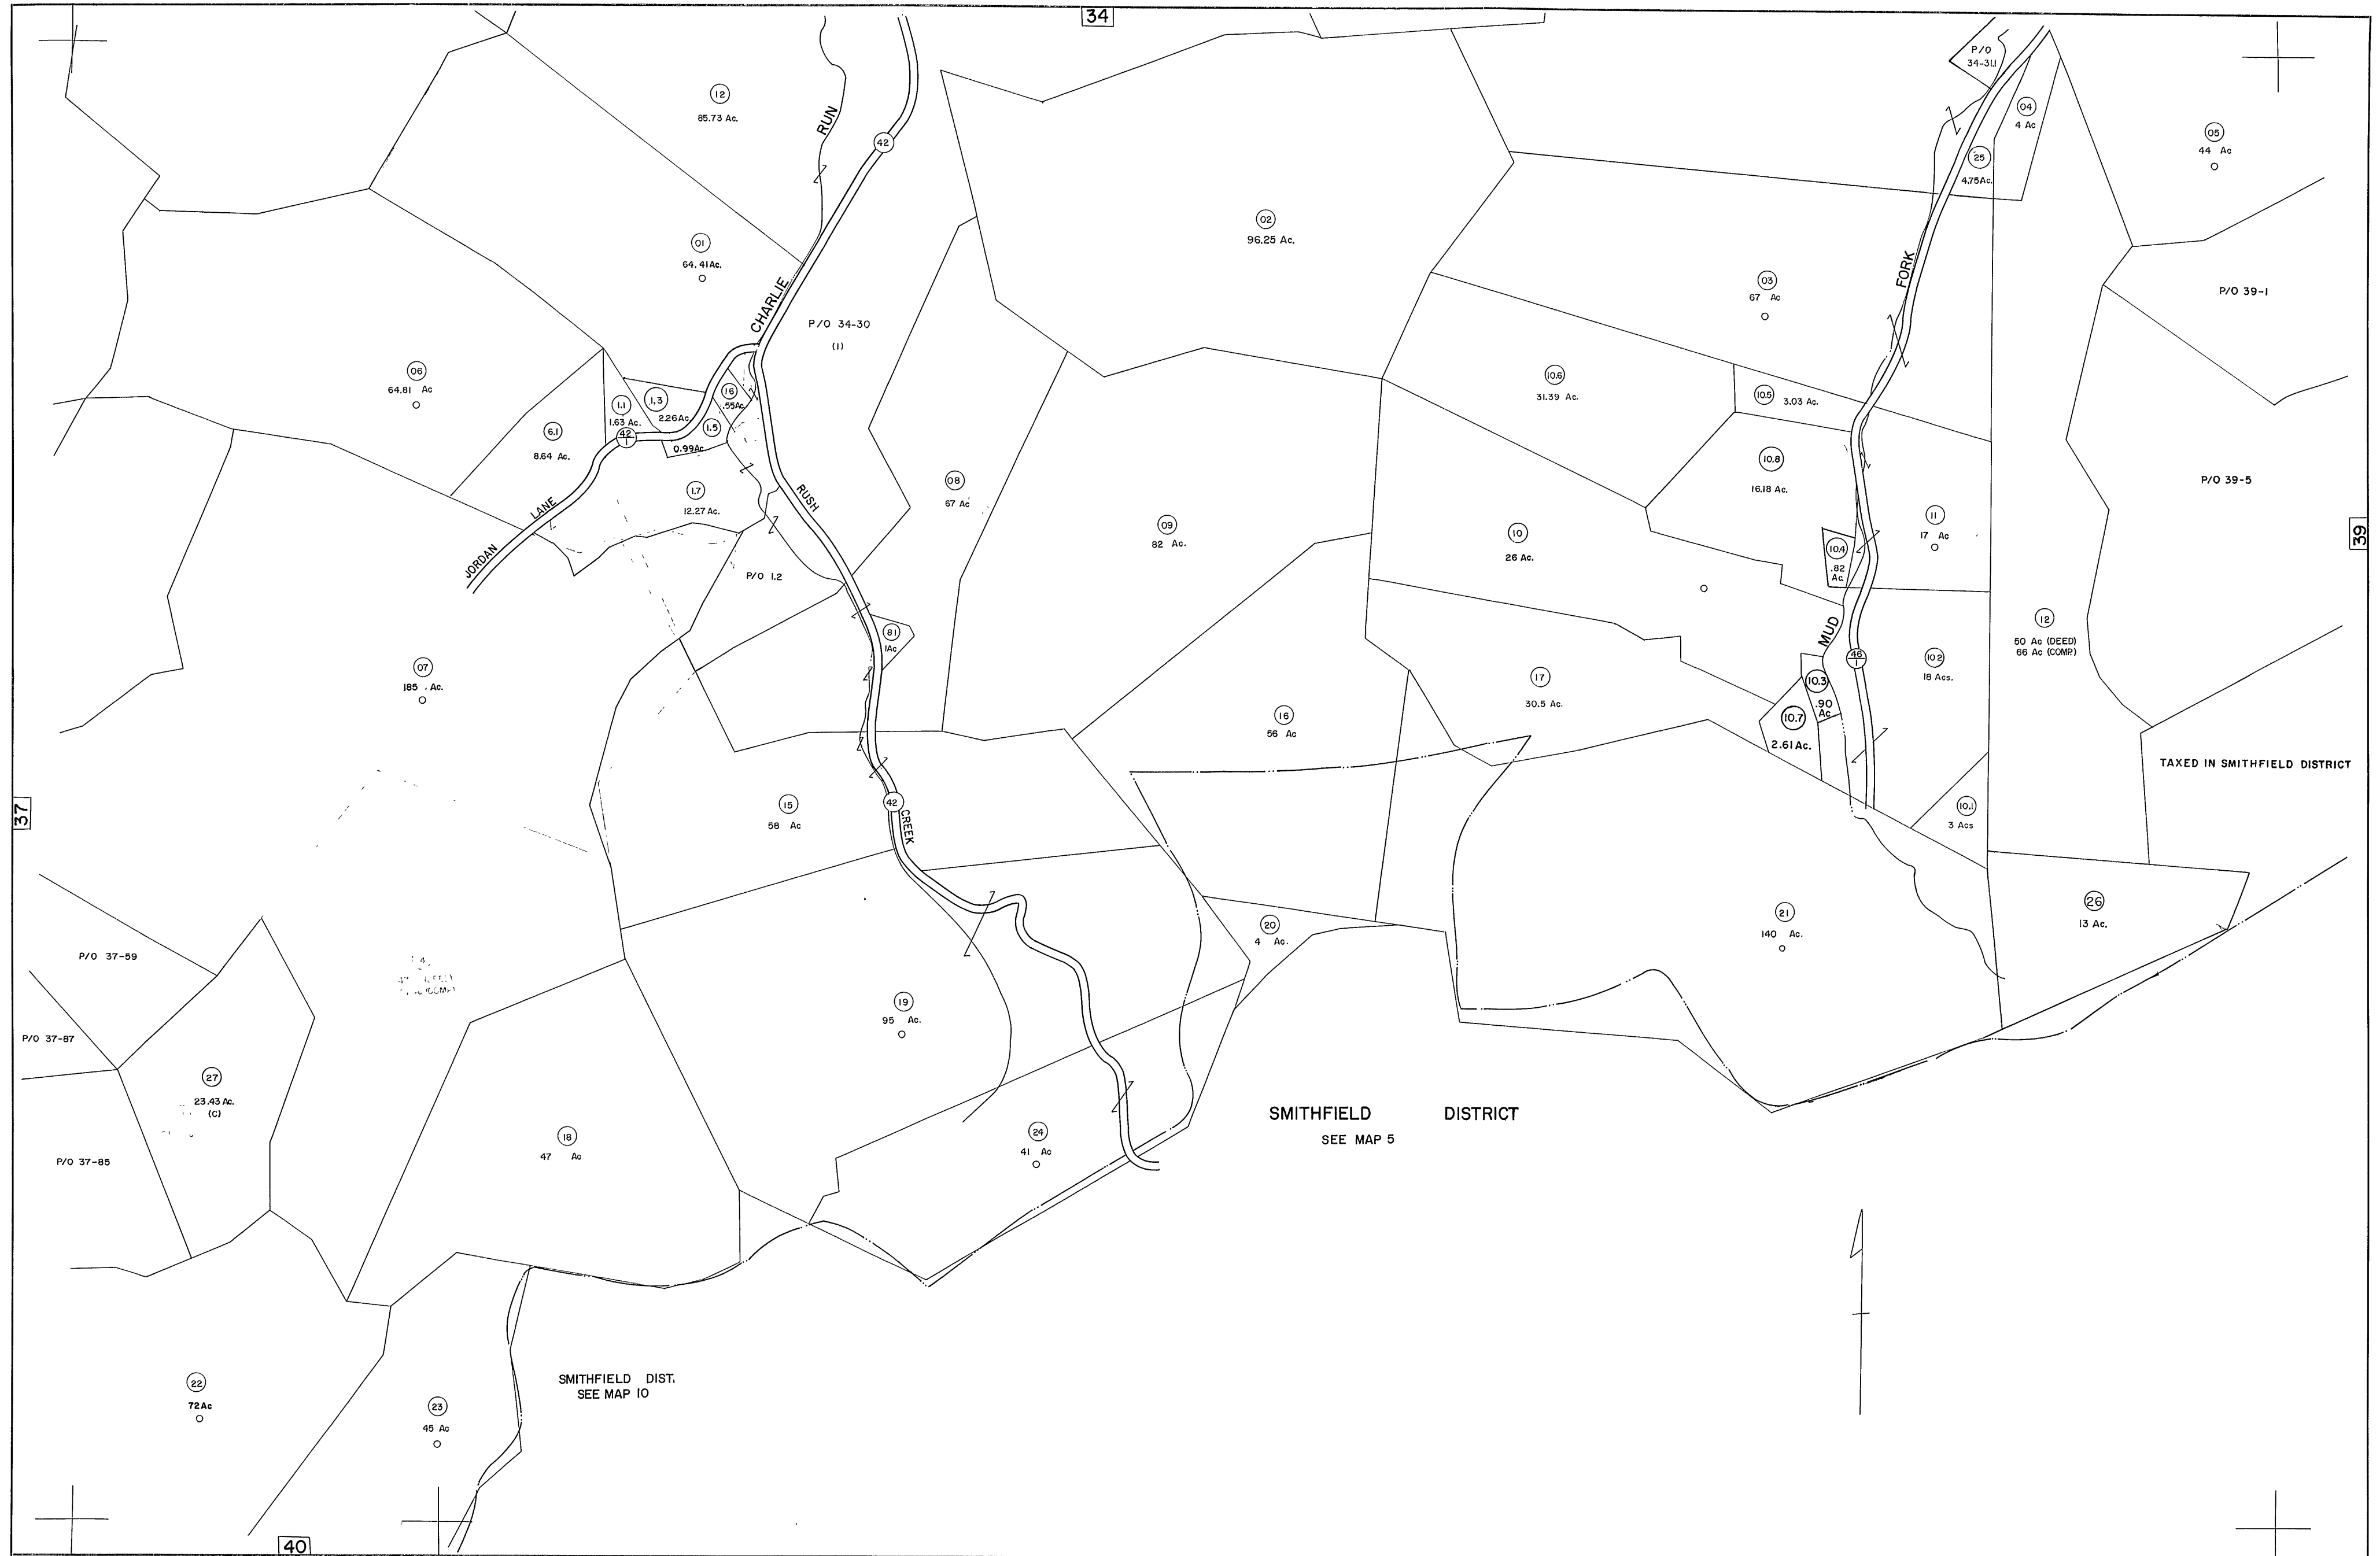 34
P/O
34-31.1
12
85.73 Ac.
RUN
42
04
4 Ac
05
44 Ac
25
4.75Ac.
02
96.25 Ac.
01
64.41Ac.
CHARLIE
P/O 34-30
(1)
03
67 Ac
FORK
P/O 39-1
06
64.81 Ac
1.1
1.63 Ac.
1.3
2.26Ac.
16
.55Ac.
1.5
0.99Ac.
42
1
6.1
8.64 Ac.
10.6
31.39 Ac.
10.5
3.03 Ac.
10.8
16.18 Ac.
08
67 Ac
RUSH
1.7
12.27 Ac.
P/O 39-5
JORDAN LANE
09
82 Ac.
10
26 Ac.
11
17 Ac
39
10.4
.82
Ac.
P/O 1.2
81
1Ac
MUD
12
50 Ac (DEED)
66 Ac (COMP.)
07
185 Ac.
17
30.5 Ac.
46
1
10.2
18 Acs.
10.3
.90
Ac
10.7
2.61 Ac.
16
56 Ac
TAXED IN SMITHFIELD DISTRICT
37
15
58 Ac
42
CREEK
10.1
3 Acs
20
4 Ac.
21
140 Ac.
26
13 Ac.
P/O 37-59
19
95 Ac.
P/O 37-87
27
23.43 Ac.
(C)
SMITHFIELD DISTRICT
SEE MAP 5
18
47 Ac
24
41 Ac
P/O 37-85
22
72Ac
SMITHFIELD DIST.
SEE MAP 10
23
45 Ac
40